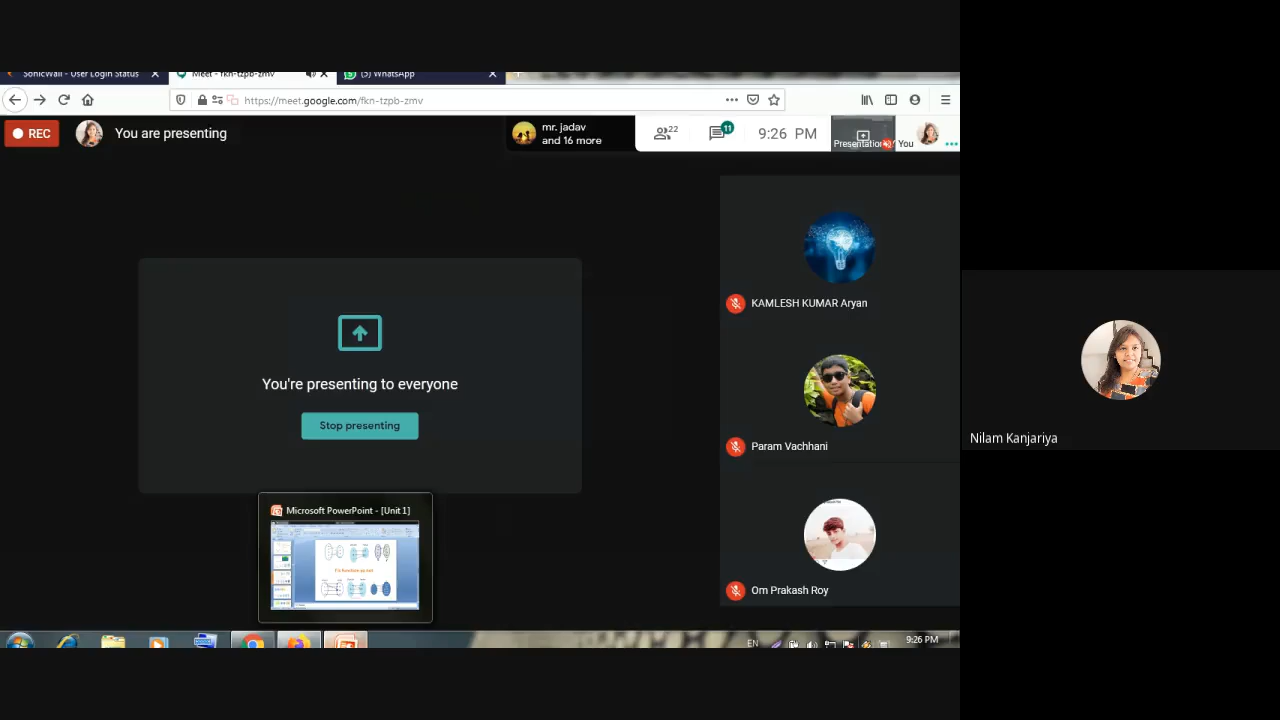 SonicWall - User Login Status
Meet - fkn-tzpb-zmv
(5) WhatsApp
https://meet.google.com/fkn-tzpb-zmv
REC
You are presenting
mr. jadav
and 16 more
22
11
9:26 PM
Presentation
You
You're presenting to everyone
Stop presenting
KAMLESH KUMAR Aryan
Param Vachhani
Om Prakash Roy
Nilam Kanjariya
Microsoft PowerPoint - [Unit 1]
EN
9:26 PM